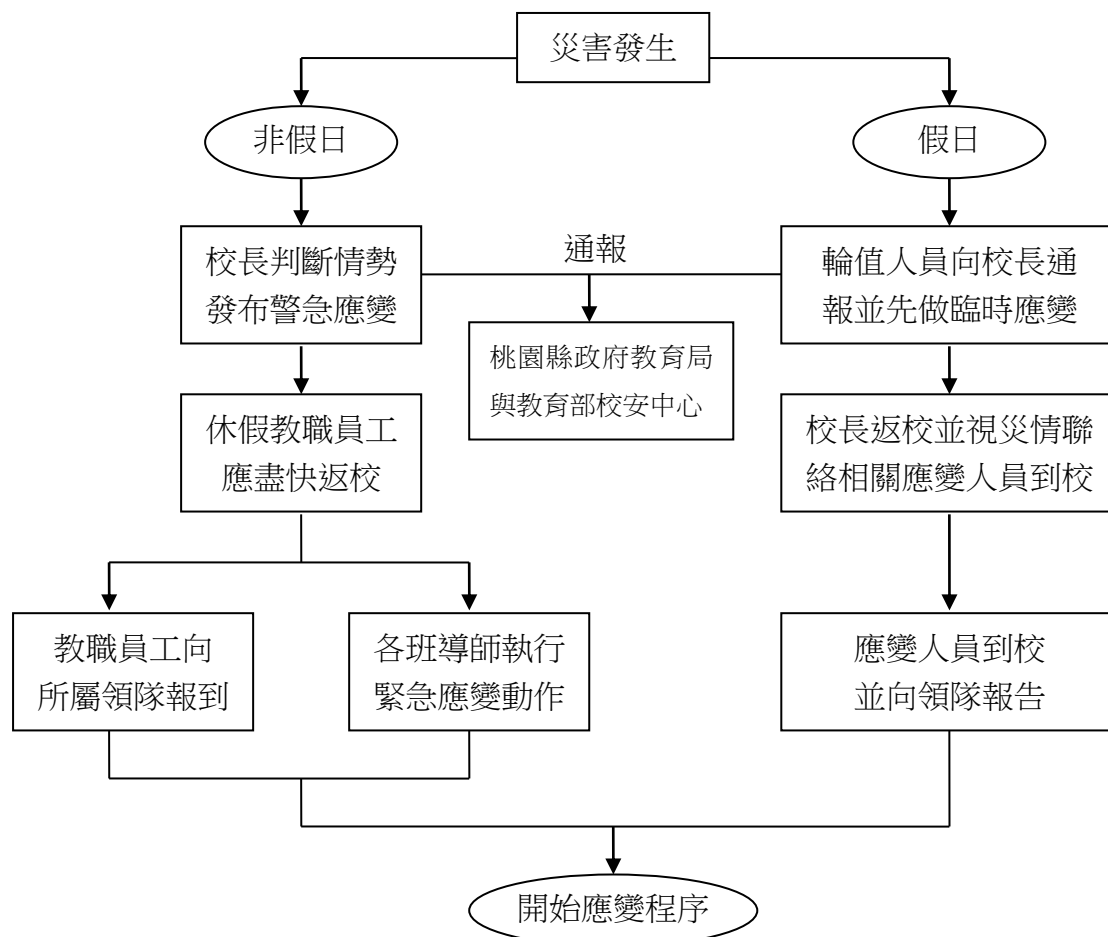 災害發生
非假日
假日
校長判斷情勢
發布警急應變
通報
輪值人員向校長通
報並先做臨時應變
桃園縣政府教育局
與教育部校安中心
休假教職員工
應盡快返校
校長返校並視災情聯
絡相關應變人員到校
教職員工向
所屬領隊報到
各班導師執行
緊急應變動作
應變人員到校
並向領隊報告
開始應變程序